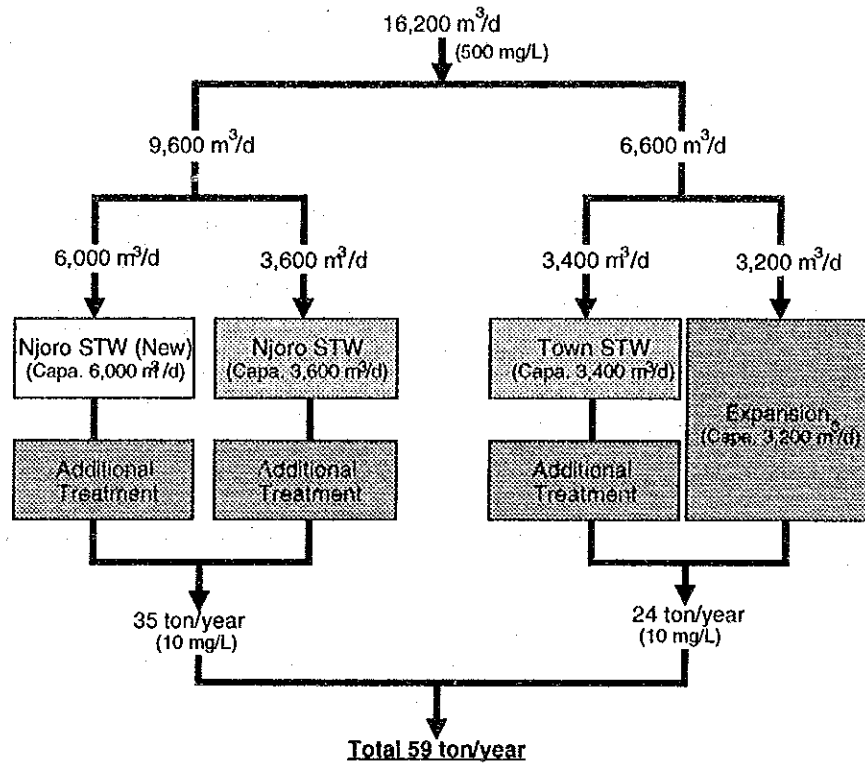 16,200 m³/d
(500 mg/L)
9,600 m³/d
6,600 m³/d
6,000 m³/d
3,600 m³/d
3,400 m³/d
3,200 m³/d
Njoro STW (New)
(Capa. 6,000 m³/d)
Njoro STW
(Capa. 3,600 m³/d)
Town STW
(Capa. 3,400 m³/d)
Expansion
(Capa. 3,200 m³/d)
Additional
Treatment
Additional
Treatment
Additional
Treatment
35 ton/year
(10 mg/L)
24 ton/year
(10 mg/L)
Total 59 ton/year